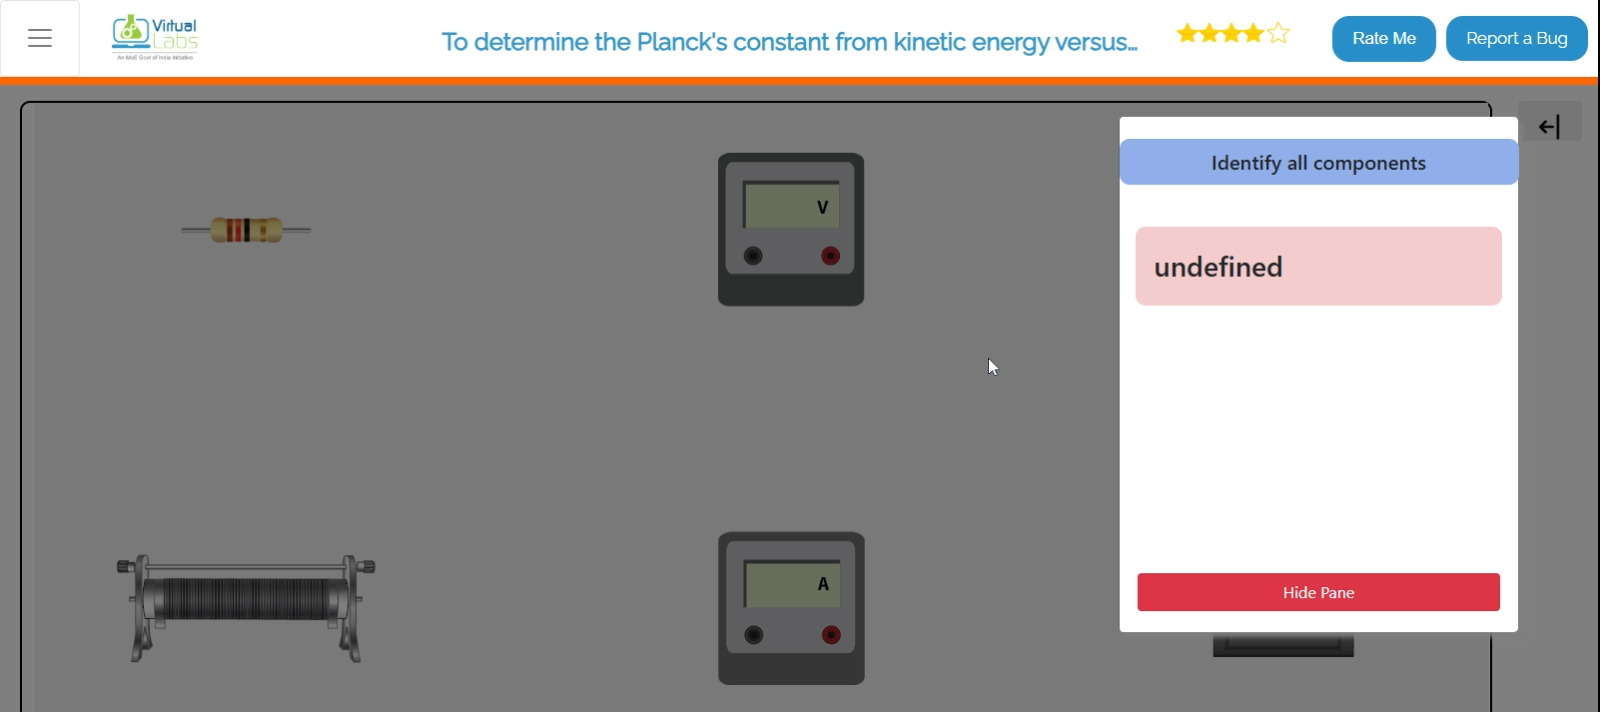 Virtual
Labs
An MoE Govt of India Initiative
To determine the Planck's constant from kinetic energy versus...
Rate Me
Report a Bug
Identify all components
undefined
V
A
Hide Pane